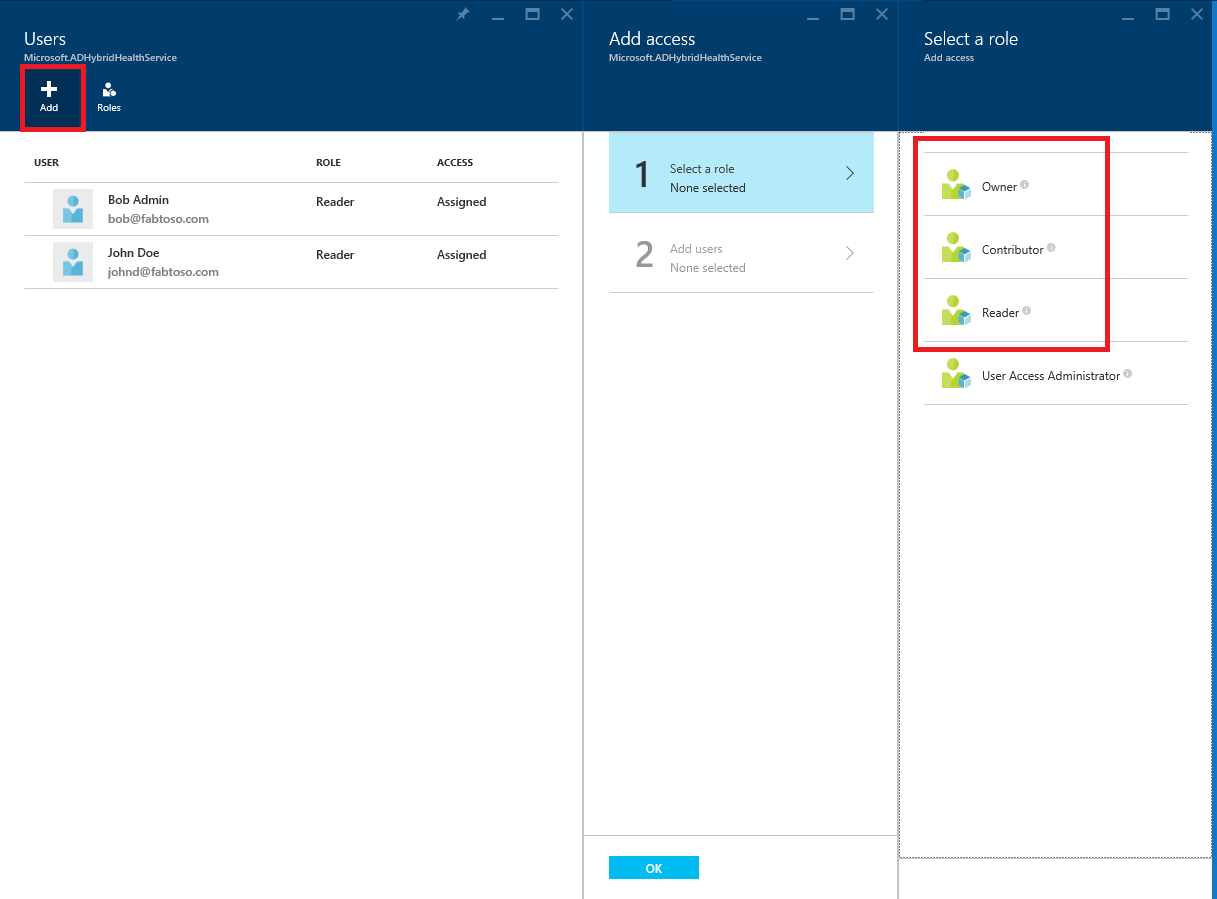 Users
Microsoft.ADHybridHealthService
Add
Roles
USER ROLE ACCESS
Bob Admin Reader Assigned
bob@fabtoso.com
John Doe Reader Assigned
johnd@fabtoso.com
Add access
Microsoft.ADHybridHealthService
1 Select a role
None selected
2 Add users
None selected
OK
Select a role
Add access
Owner
Contributor
Reader
User Access Administrator